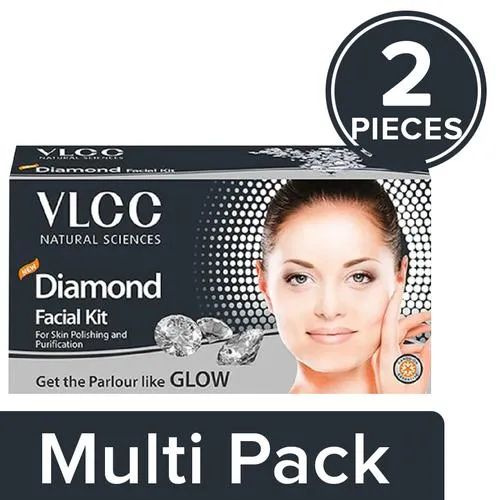 2
PIECES
Diamond Facial Kit
VLCC
NATURAL SCIENCES
VLCC
NATURAL SCIENCES
NEW
Diamond
Facial Kit
For Skin Polishing and
Purification
Get the Parlour like GLOW
Multi Pack